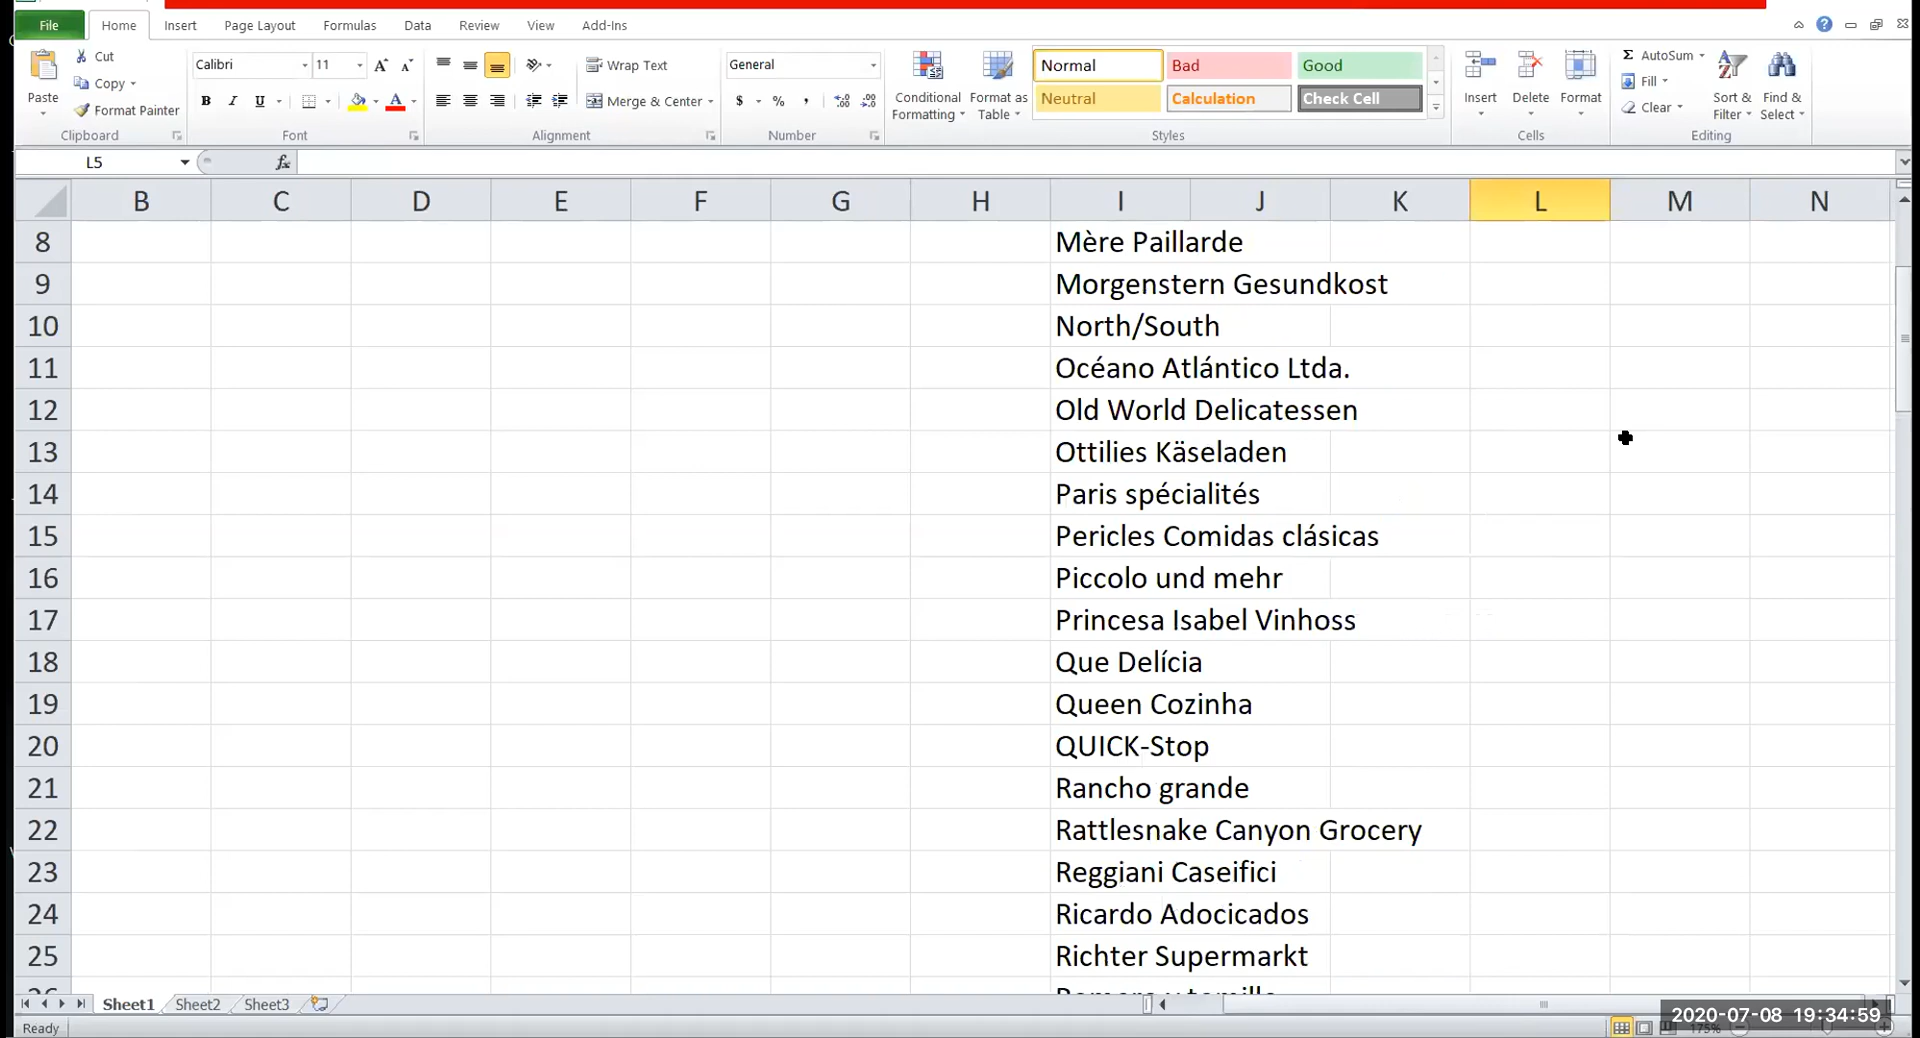 File Home Insert Page Layout Formulas Data Review View Add-Ins
Cut
Copy
Format Painter
Paste
Clipboard
Calibri 11
B I U
Font
Wrap Text
Merge & Center
Alignment
General
$ % ,
Number
Conditional Formatting
Format as Table
Normal Bad Good
Neutral Calculation Check Cell
Styles
Insert Delete Format
Cells
Σ AutoSum
Fill
Clear
Sort & Filter
Find & Select
Editing
L5 fx
B C D E F G H I J K L M N
8 Mère Paillarde
9 Morgenstern Gesundkost
10 North/South
11 Océano Atlántico Ltda.
12 Old World Delicatessen
13 Ottilies Käseladen
14 Paris spécialités
15 Pericles Comidas clásicas
16 Piccolo und mehr
17 Princesa Isabel Vinhoss
18 Que Delícia
19 Queen Cozinha
20 QUICK-Stop
21 Rancho grande
22 Rattlesnake Canyon Grocery
23 Reggiani Caseifici
24 Ricardo Adocicados
25 Richter Supermarkt
Sheet1 Sheet2 Sheet3
2020-07-08 19:34:59
Ready 175%